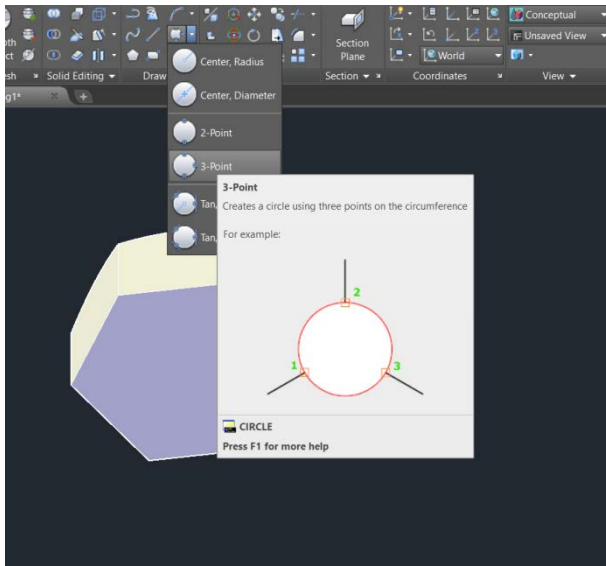 Conceptual
Unsaved View
Section
Plane
World
Solid Editing
Draw
Section
Coordinates
View
Center, Radius
Center, Diameter
2-Point
3-Point
Tan,
Tan,
3-Point
Creates a circle using three points on the circumference
For example:
2
1
3
CIRCLE
Press F1 for more help